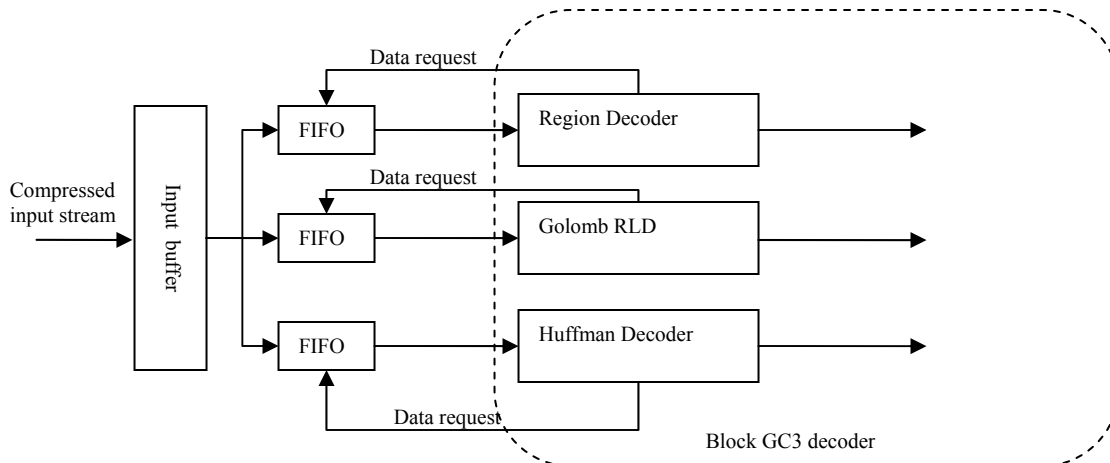 Data request
FIFO
Region Decoder
Data request
Compressed
input stream
Input buffer
FIFO
Golomb RLD
FIFO
Huffman Decoder
Data request
Block GC3 decoder